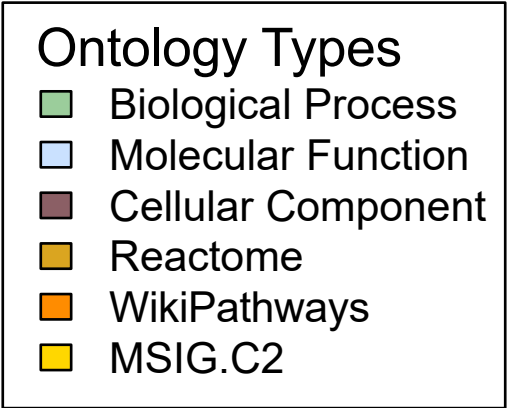 Ontology Types
Biological Process
Molecular Function
Cellular Component
Reactome
WikiPathways
MSIG.C2